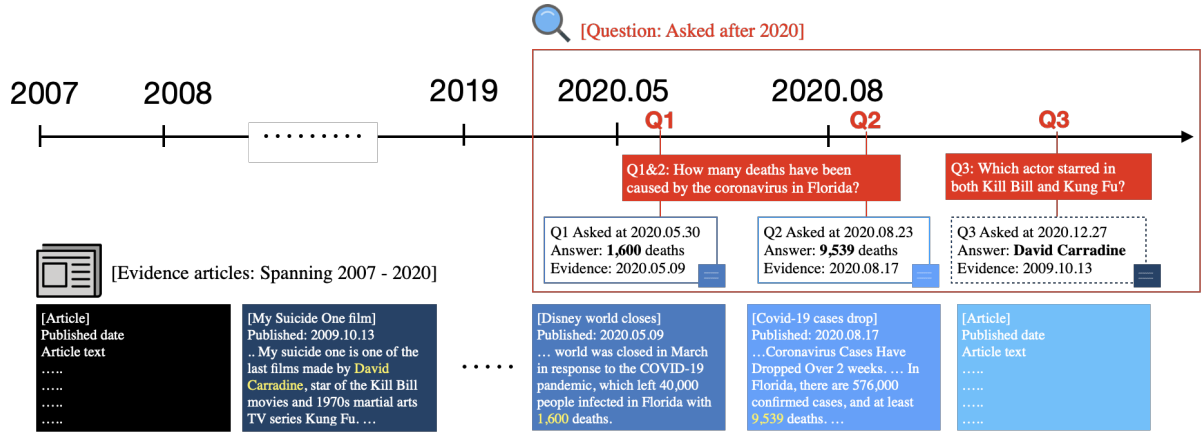 [Question: Asked after 2020]
2007
2008
2019
2020.05
2020.08
.........
Q1
Q2
Q3
Q1&2: How many deaths have been
caused by the coronavirus in Florida?
Q3: Which actor starred in
both Kill Bill and Kung Fu?
Q1 Asked at 2020.05.30
Answer: 1,600 deaths
Evidence: 2020.05.09
Q2 Asked at 2020.08.23
Answer: 9,539 deaths
Evidence: 2020.08.17
Q3 Asked at 2020.12.27
Answer: David Carradine
Evidence: 2009.10.13
[Evidence articles: Spanning 2007 - 2020]
[Article]
Published date
Article text
…..
…..
…..
…..
[My Suicide One film]
Published: 2009.10.13
.. My suicide one is one of the
last films made by David
Carradine, star of the Kill Bill
movies and 1970s martial arts
TV series Kung Fu. …
.....
[Disney world closes]
Published: 2020.05.09
… world was closed in March
in response to the COVID-19
pandemic, which left 40,000
people infected in Florida with
1,600 deaths.
[Covid-19 cases drop]
Published: 2020.08.17
…Coronavirus Cases Have
Dropped Over 2 weeks. … In
Florida, there are 576,000
confirmed cases, and at least
9,539 deaths. …
[Article]
Published date
Article text
…..
…..
…..
…..